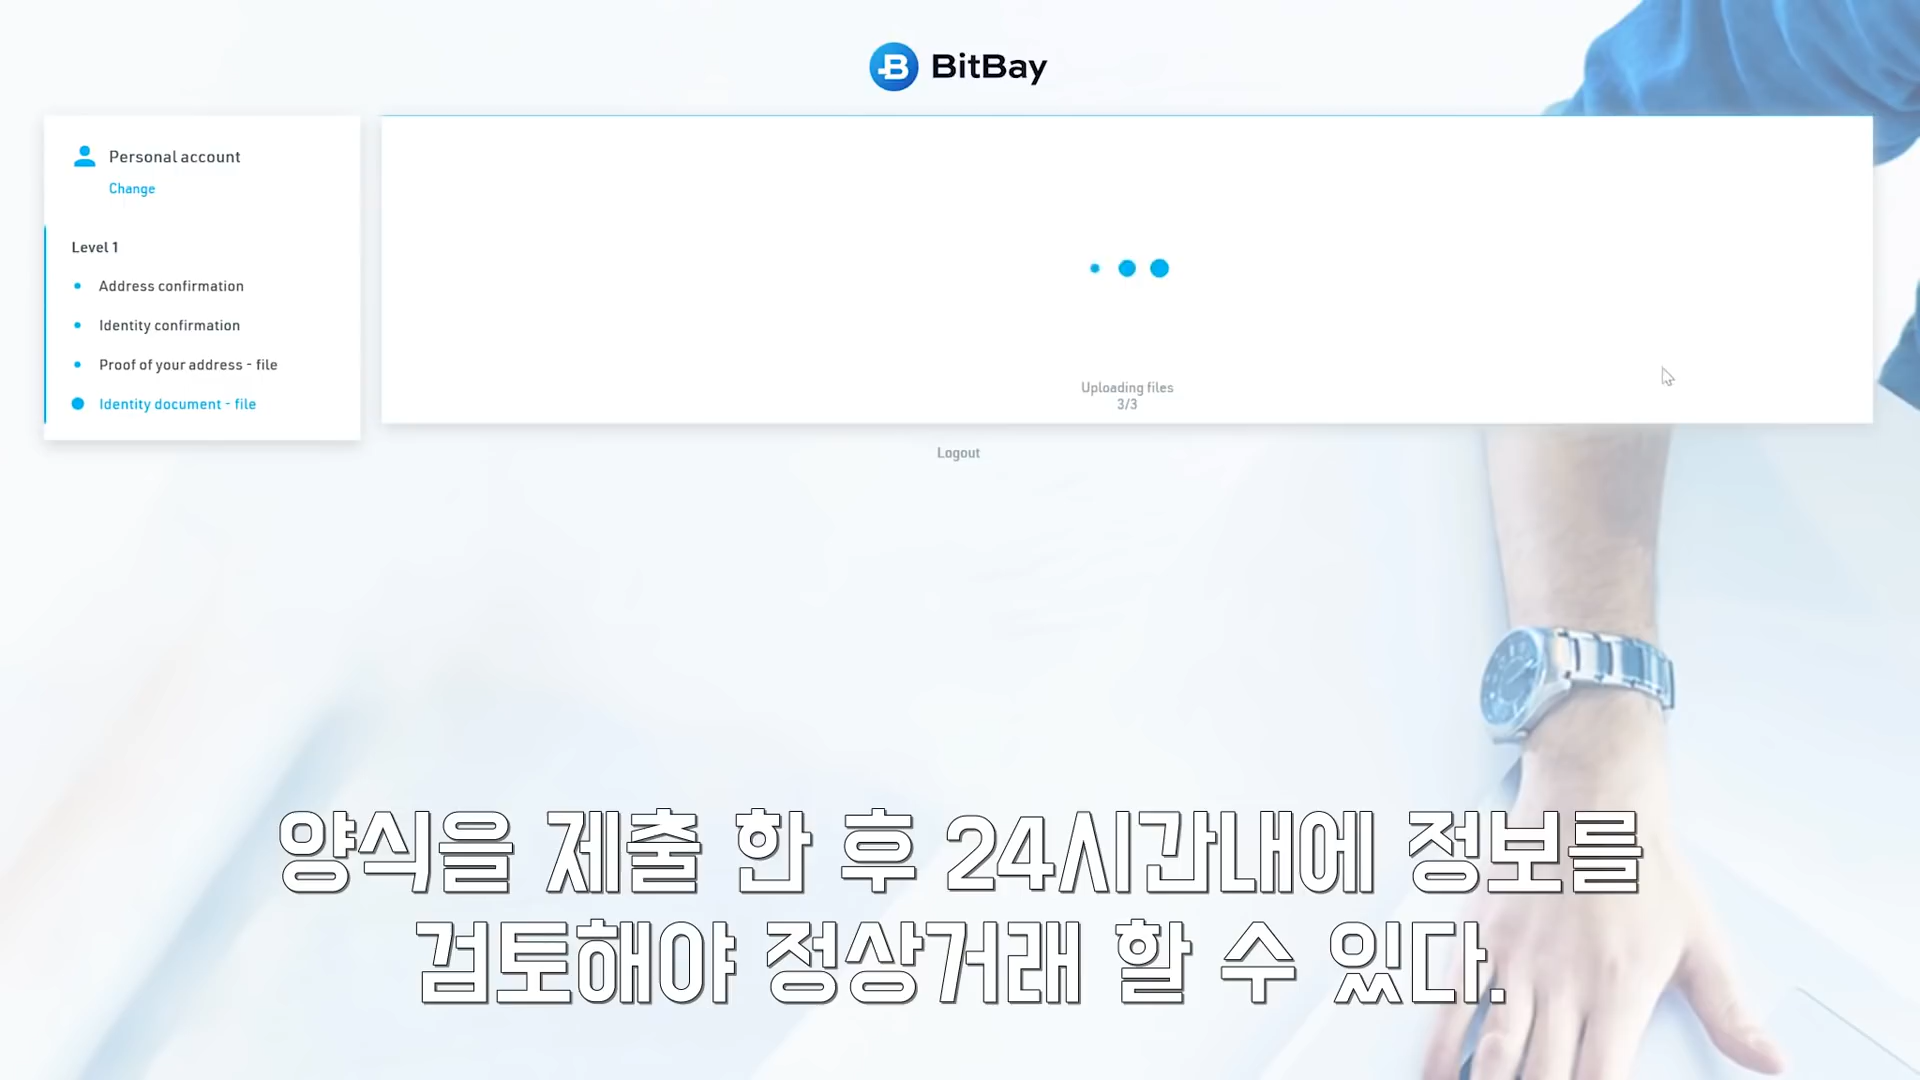 BitBay
Personal account
Change
Level 1
Address confirmation
Identity confirmation
Proof of your address - file
Identity document - file
Uploading files
3/3
Logout
양식을 제출 한 후 24시간내에 정보를
검토해야 정상거래 할 수 있다.